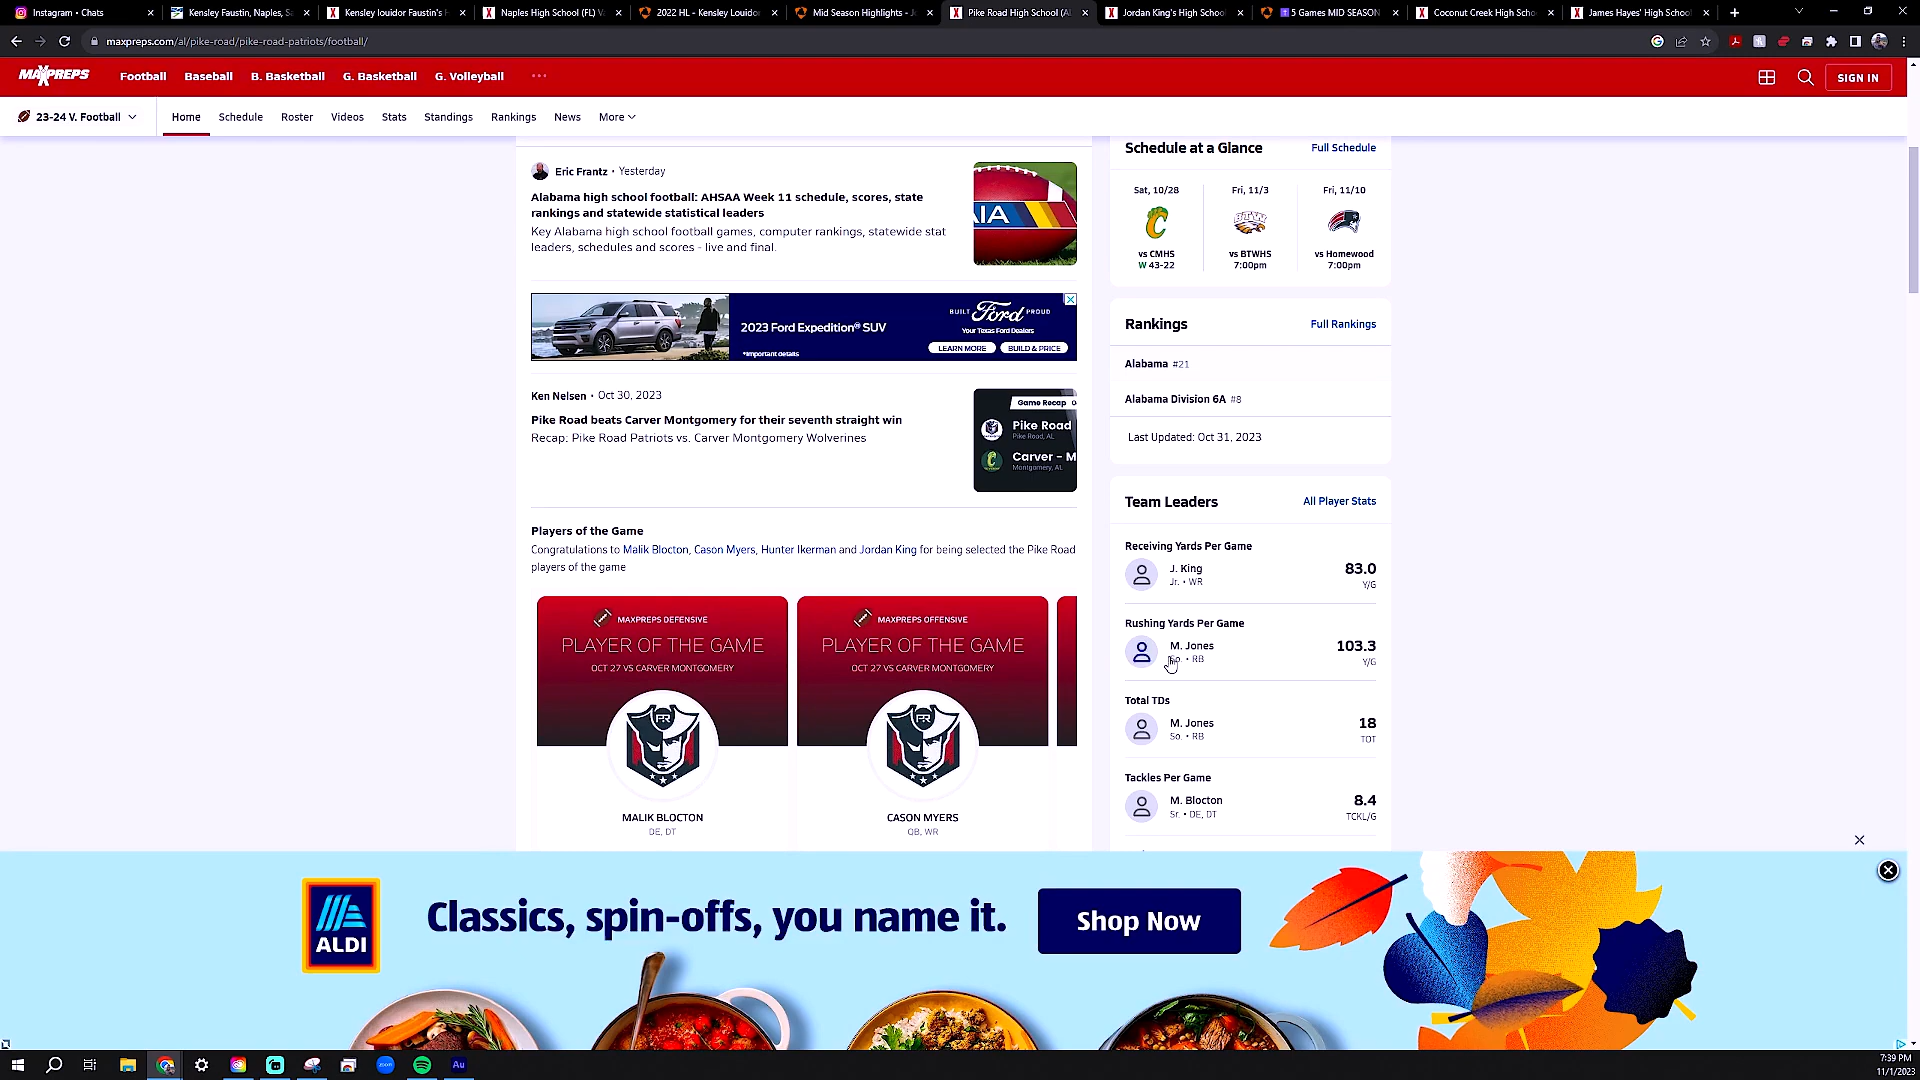 Instagram • Chats
Kensley Faustin, Naples, S
Kensley louidor Faustin's H
Naples High School (FL) V
2022 HL - Kensley Louido
Mid Season Highlights - J
Pike Road High School (A
Jordan King's High Schoo
5 Games MID SEASON
Coconut Creek High Scho
James Hayes' High School
maxpreps.com/al/pike-road/pike-road-patriots/football/
MAXPREPS
Football
Baseball
B. Basketball
G. Basketball
G. Volleyball
SIGN IN
23-24 V. Football
Home
Schedule
Roster
Videos
Stats
Standings
Rankings
News
More
Eric Frantz • Yesterday
Alabama high school football: AHSAA Week 11 schedule, scores, state
rankings and statewide statistical leaders
Key Alabama high school football games, computer rankings, statewide stat
leaders, schedules and scores - live and final.
IA
2023 Ford Expedition® SUV
*Important details
BUILT Ford PROUD
Your Texas Ford Dealers
LEARN MORE
BUILD & PRICE
Ken Nelsen • Oct 30, 2023
Pike Road beats Carver Montgomery for their seventh straight win
Recap: Pike Road Patriots vs. Carver Montgomery Wolverines
Game Recap
Pike Road
Pike Road, AL
Carver - M
Montgomery, AL
Players of the Game
Congratulations to Malik Blocton, Cason Myers, Hunter Ikerman and Jordan King for being selected the Pike Road
players of the game
MAXPREPS DEFENSIVE
PLAYER OF THE GAME
OCT 27 VS CARVER MONTGOMERY
PR
MALIK BLOCTON
DE, DT
MAXPREPS OFFENSIVE
PLAYER OF THE GAME
OCT 27 VS CARVER MONTGOMERY
PR
CASON MYERS
QB, WR
Schedule at a Glance
Full Schedule
Sat, 10/28
C
vs CMHS
W 43-22
Fri, 11/3
BTW
vs BTWHS
7:00pm
Fri, 11/10
vs Homewood
7:00pm
Rankings
Full Rankings
Alabama #21
Alabama Division 6A #8
Last Updated: Oct 31, 2023
Team Leaders
All Player Stats
Receiving Yards Per Game
J. King
Jr. • WR
83.0
Y/G
Rushing Yards Per Game
M. Jones
So. • RB
103.3
Y/G
Total TDs
M. Jones
So. • RB
18
TOT
Tackles Per Game
M. Blocton
Sr. • DE, DT
8.4
TCKL/G
ALDI
Classics, spin-offs, you name it.
Shop Now
zoom
Au
7:39 PM
11/1/2023